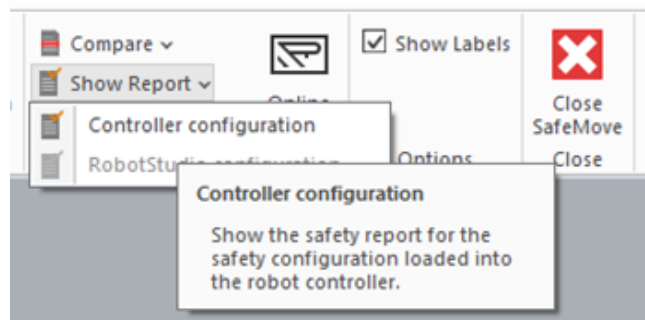 Compare
Show Report
Show Labels
Close
SafeMove
Options
Close
Controller configuration
Controller configuration
Show the safety report for the
safety configuration loaded into
the robot controller.